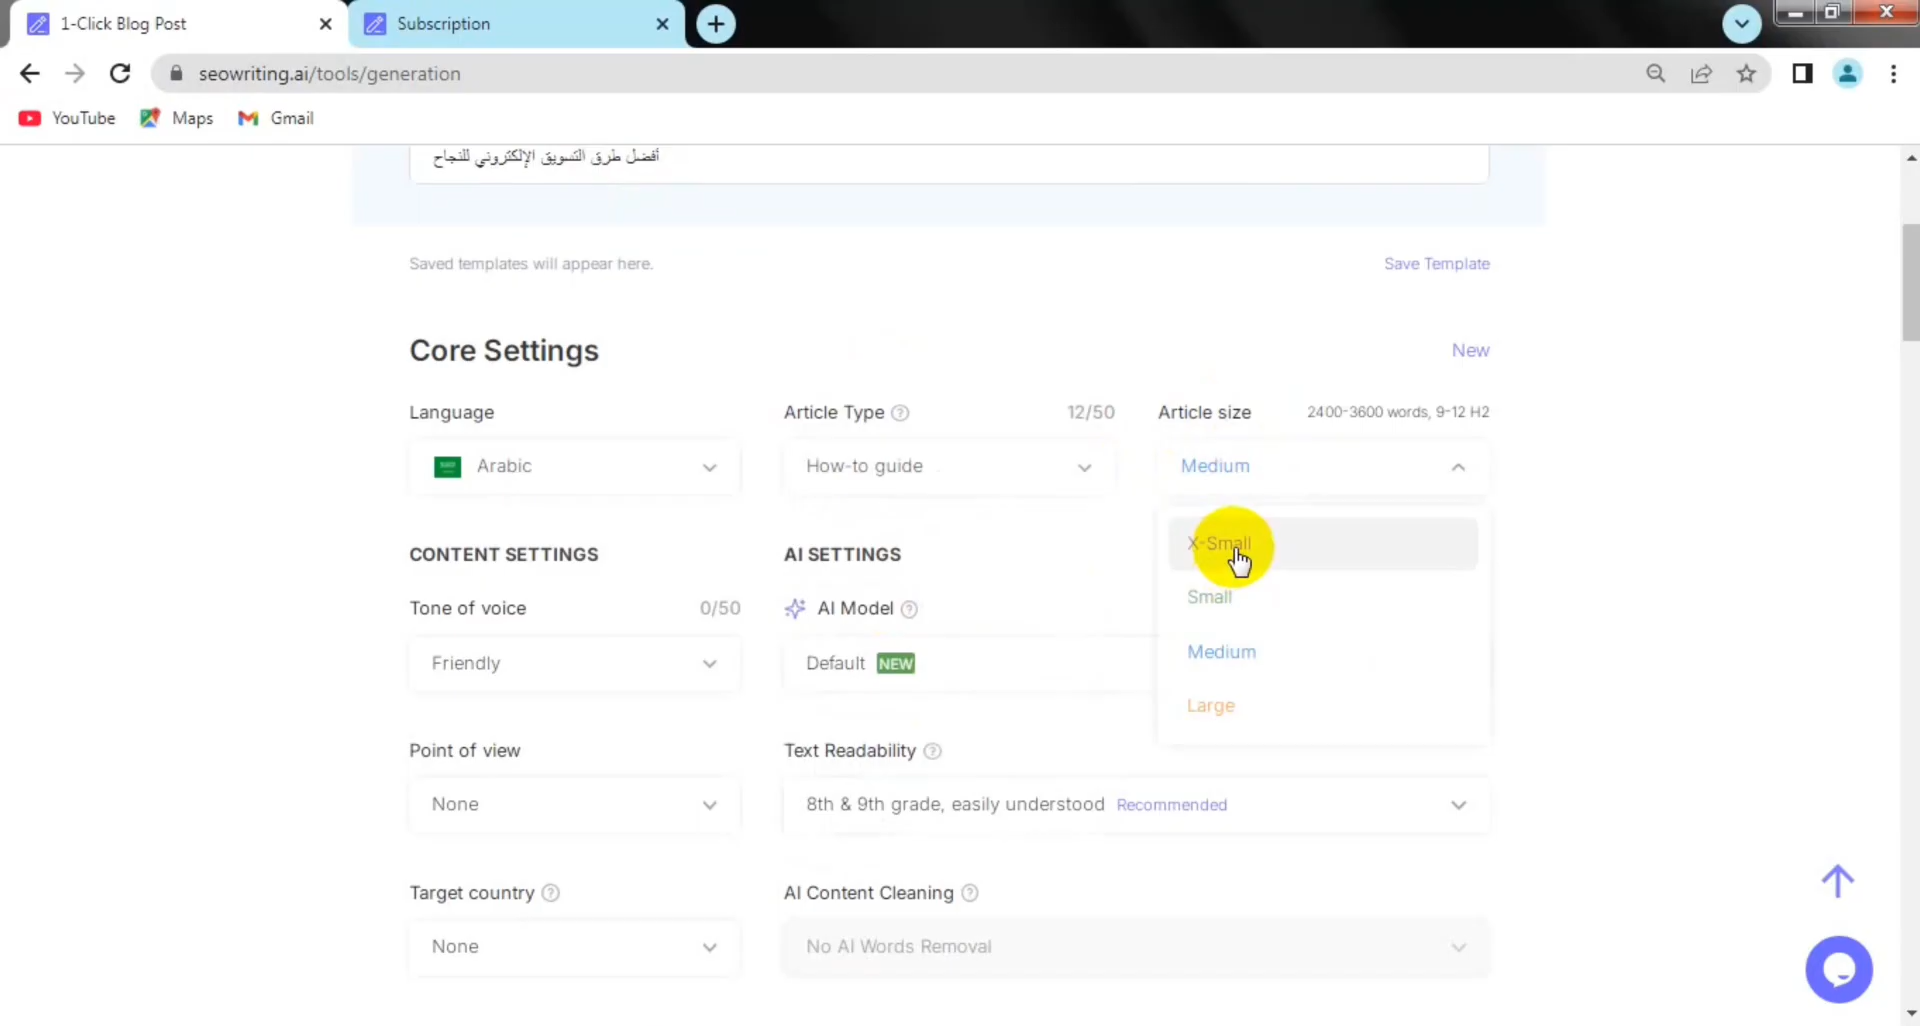 1-Click Blog Post
Subscription
seowriting.ai/tools/generation
YouTube
Maps
Gmail
أفضل طرق التسويق الإلكتروني للنجاح
Saved templates will appear here.
Save Template
Core Settings
New
Language
Article Type
12/50
Article size
2400-3600 words, 9-12 H2
Arabic
How-to guide
Medium
X-Small
Small
Medium
Large
CONTENT SETTINGS
AI SETTINGS
Tone of voice
0/50
AI Model
Friendly
Default NEW
Point of view
Text Readability
None
8th & 9th grade, easily understood Recommended
Target country
AI Content Cleaning
None
No AI Words Removal